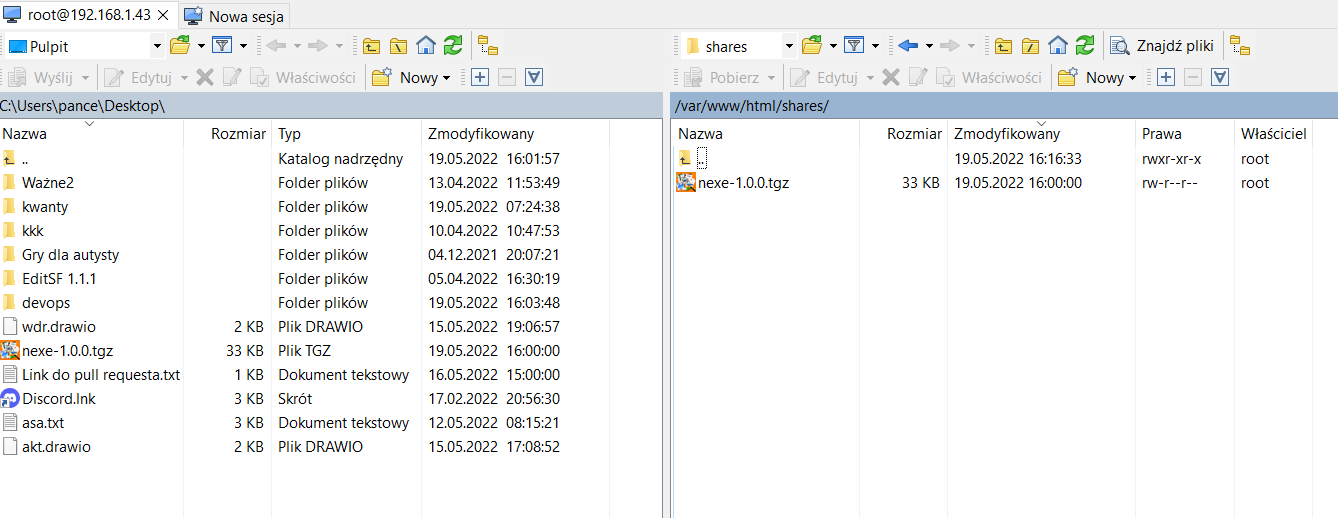 root@192.168.1.43 Nowa sesja
Pulpit shares Znajdź pliki
Wyślij Edytuj Właściwości Nowy Pobierz Edytuj Właściwości Nowy
C:\Users\pance\Desktop\ /var/www/html/shares/
Nazwa Rozmiar Typ Zmodyfikowany Nazwa Rozmiar Zmodyfikowany Prawa Właściciel
.. Katalog nadrzędny 19.05.2022 16:01:57 .. 19.05.2022 16:16:33 rwxr-xr-x root
Ważne2 Folder plików 13.04.2022 11:53:49 nexe-1.0.0.tgz 33 KB 19.05.2022 16:00:00 rw-r--r-- root
kwanty Folder plików 19.05.2022 07:24:38
kkk Folder plików 10.04.2022 10:47:53
Gry dla autysty Folder plików 04.12.2021 20:07:21
EditSF 1.1.1 Folder plików 05.04.2022 16:30:19
devops Folder plików 19.05.2022 16:03:48
wdr.drawio 2 KB Plik DRAWIO 15.05.2022 19:06:57
nexe-1.0.0.tgz 33 KB Plik TGZ 19.05.2022 16:00:00
Link do pull requesta.txt 1 KB Dokument tekstowy 16.05.2022 15:00:00
Discord.lnk 3 KB Skrót 17.02.2022 20:56:30
asa.txt 3 KB Dokument tekstowy 12.05.2022 08:15:21
akt.drawio 2 KB Plik DRAWIO 15.05.2022 17:08:52